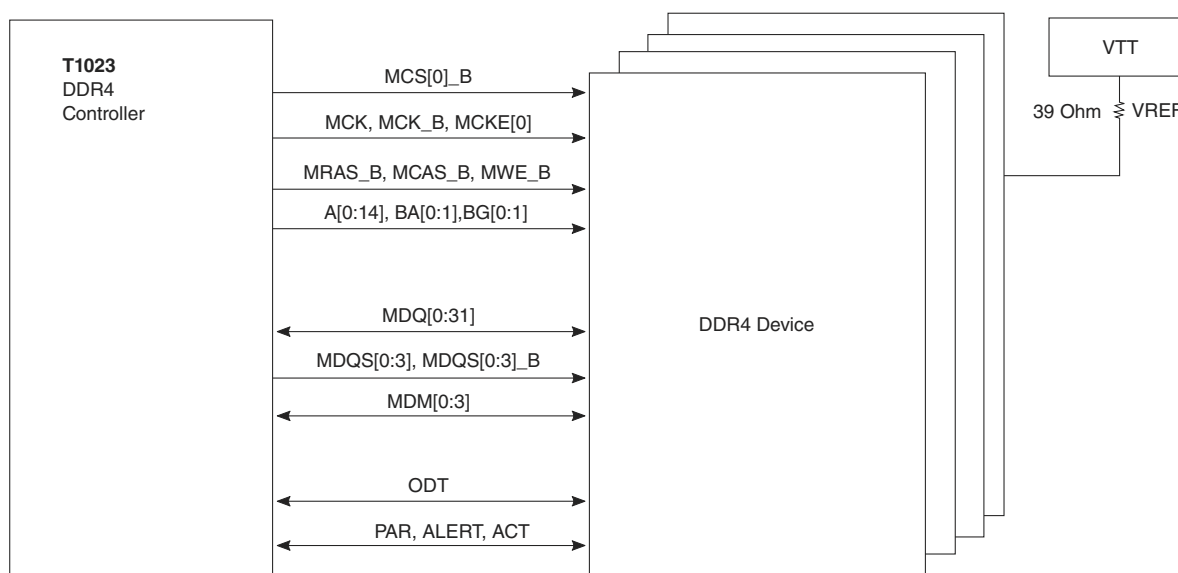 T1023
DDR4
Controller
MCS[0]_B
MCK, MCK_B, MCKE[0]
MRAS_B, MCAS_B, MWE_B
A[0:14], BA[0:1],BG[0:1]
MDQ[0:31]
MDQS[0:3], MDQS[0:3]_B
MDM[0:3]
ODT
PAR, ALERT, ACT
DDR4 Device
VTT
39 Ohm
VREF